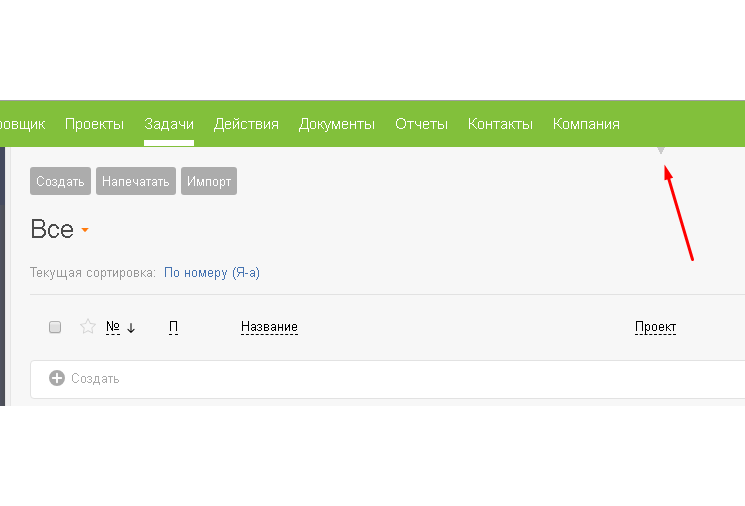 ровщик Проекты Задачи Действия Документы Отчеты Контакты Компания
Создать Напечатать Импорт
Все
Текущая сортировка: По номеру (Я-а)
№ ↓ П Название Проект
Создать